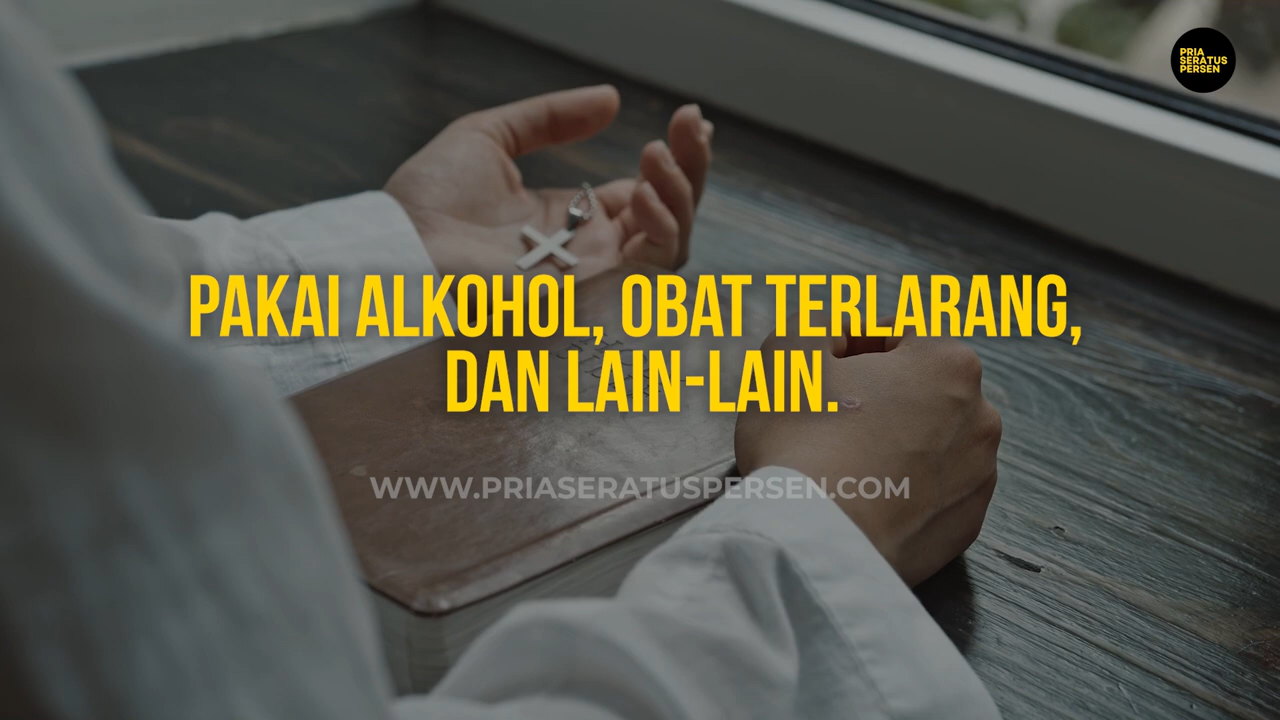 PRIA
SERATUS
PERSEN
PAKAI ALKOHOL, OBAT TERLARANG,
DAN LAIN-LAIN.
WWW.PRIASERATUSPERSEN.COM